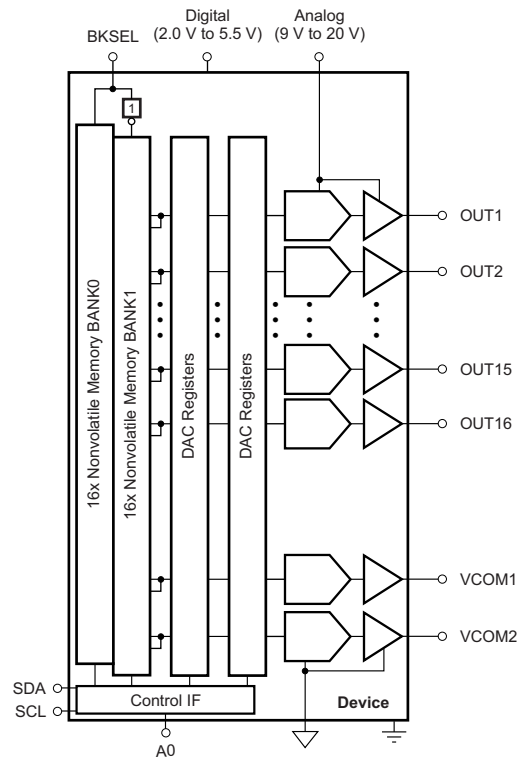 Digital
(2.0 V to 5.5 V)
Analog
(9 V to 20 V)
BKSEL
1
16x Nonvolatile Memory BANK0
16x Nonvolatile Memory BANK1
DAC Registers
DAC Registers
OUT1
OUT2
OUT15
OUT16
VCOM1
VCOM2
SDA
SCL
Control IF
Device
A0